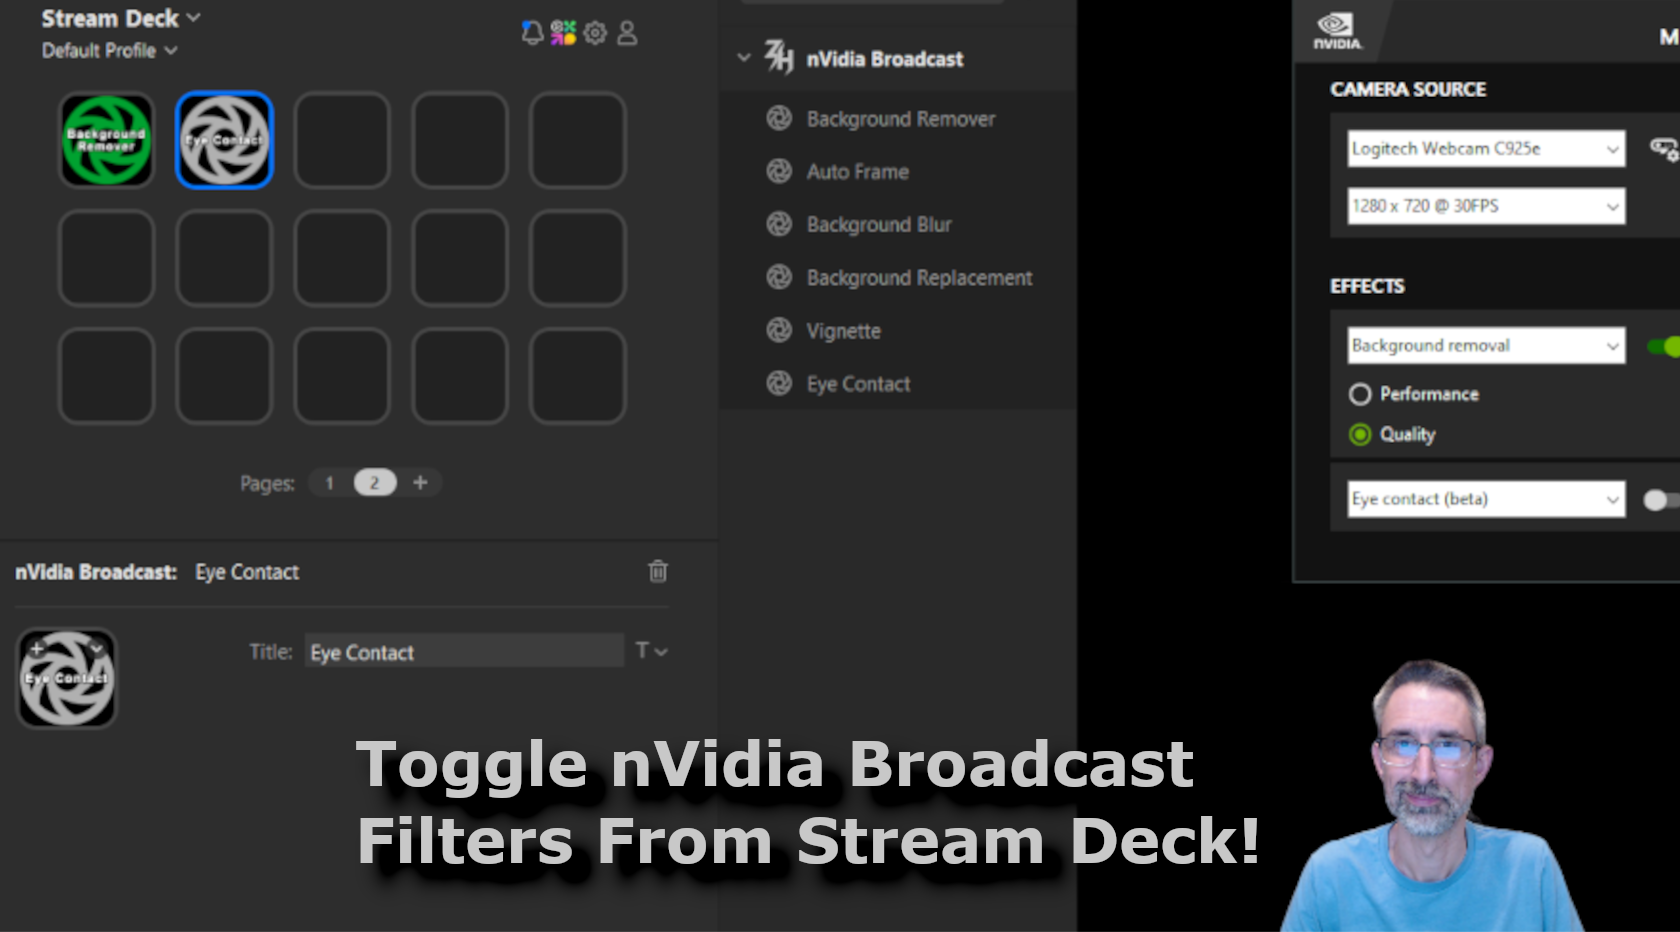 Stream Deck
Default Profile
Background
Remover
Eye Contact
Pages: 1 2 +
nVidia Broadcast: Eye Contact
Eye Contact
Title: Eye Contact T
nVidia Broadcast
Background Remover
Auto Frame
Background Blur
Background Replacement
Vignette
Eye Contact
NVIDIA.
M
CAMERA SOURCE
Logitech Webcam C925e
1280 x 720 @ 30FPS
EFFECTS
Background removal
Performance
Quality
Eye contact (beta)
Toggle nVidia Broadcast
Filters From Stream Deck!